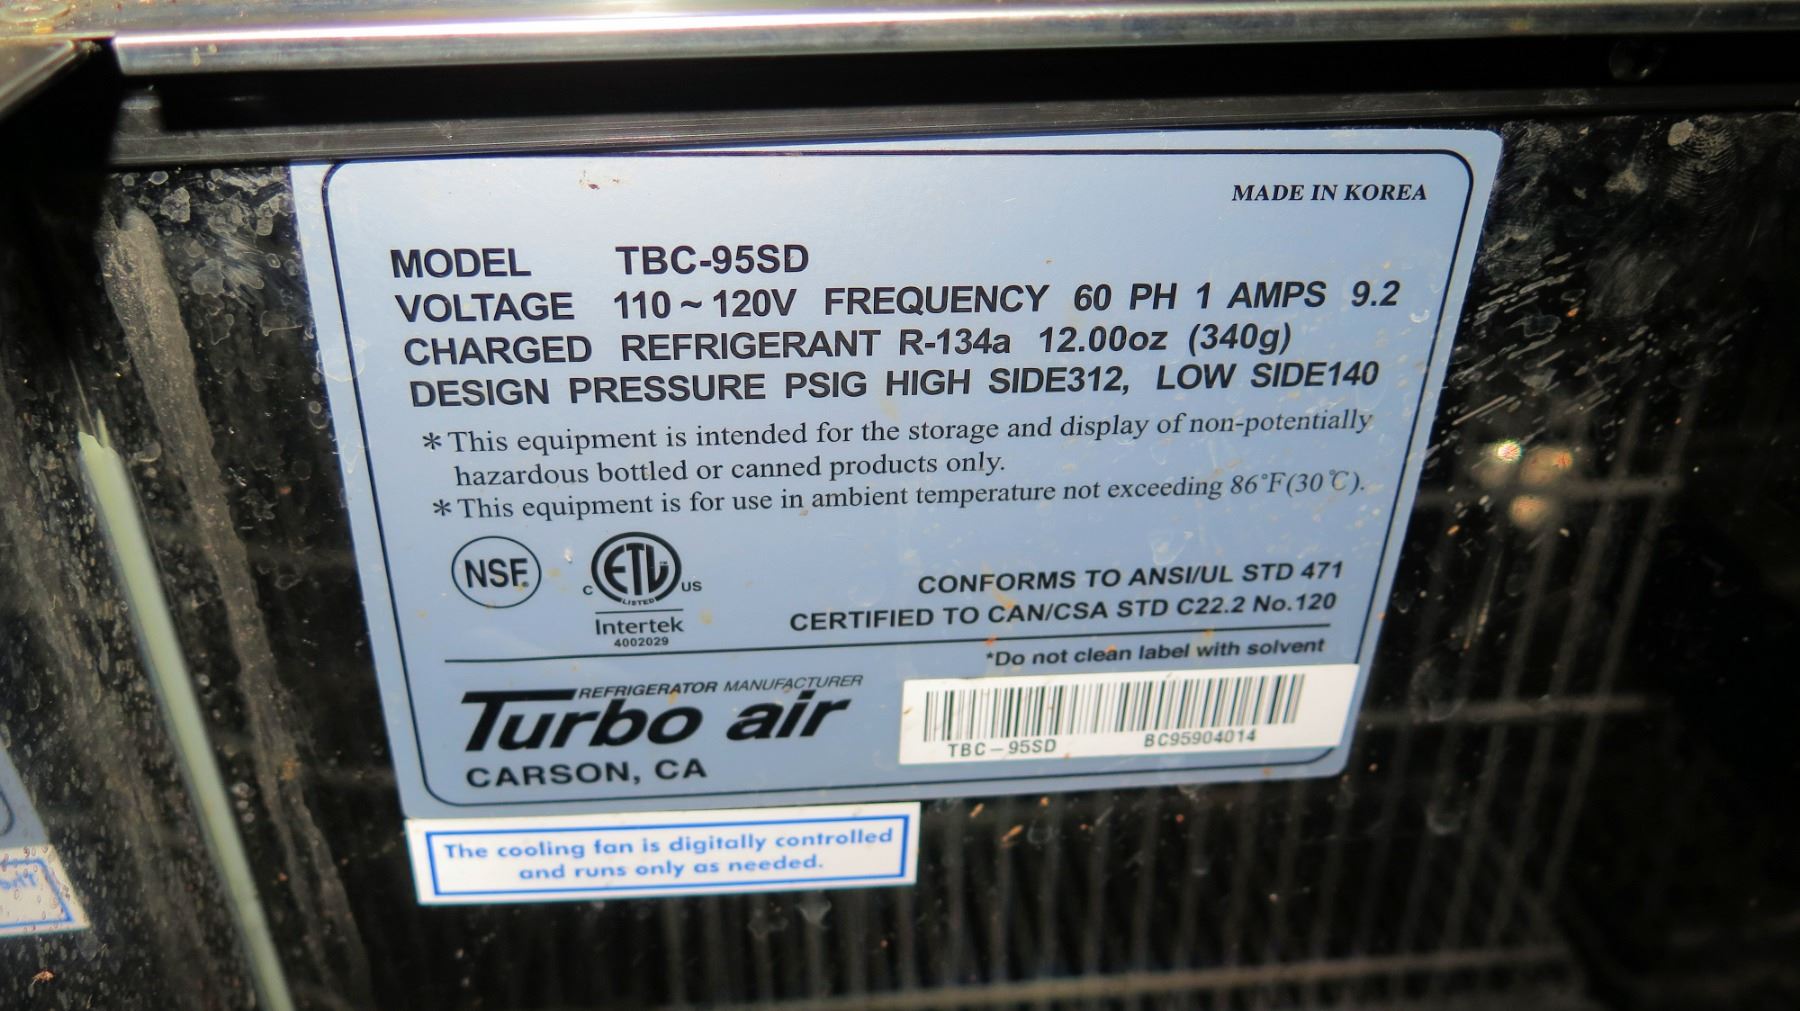 MADE IN KOREA
MODEL TBC-95SD
VOLTAGE 110 ~ 120V FREQUENCY 60 PH 1 AMPS 9.2
CHARGED REFRIGERANT R-134a 12.00oz (340g)
DESIGN PRESSURE PSIG HIGH SIDE312, LOW SIDE140
*This equipment is intended for the storage and display of non-potentially
hazardous bottled or canned products only.
*This equipment is for use in ambient temperature not exceeding 86°F(30℃).
NSF®
C ETL US
LISTED
Intertek
4002029
CONFORMS TO ANSI/UL STD 471
CERTIFIED TO CAN/CSA STD C22.2 No.120
*Do not clean label with solvent
REFRIGERATOR MANUFACTURER
Turbo air
CARSON, CA
TBC-95SD BC95904014
The cooling fan is digitally controlled
and runs only as needed.